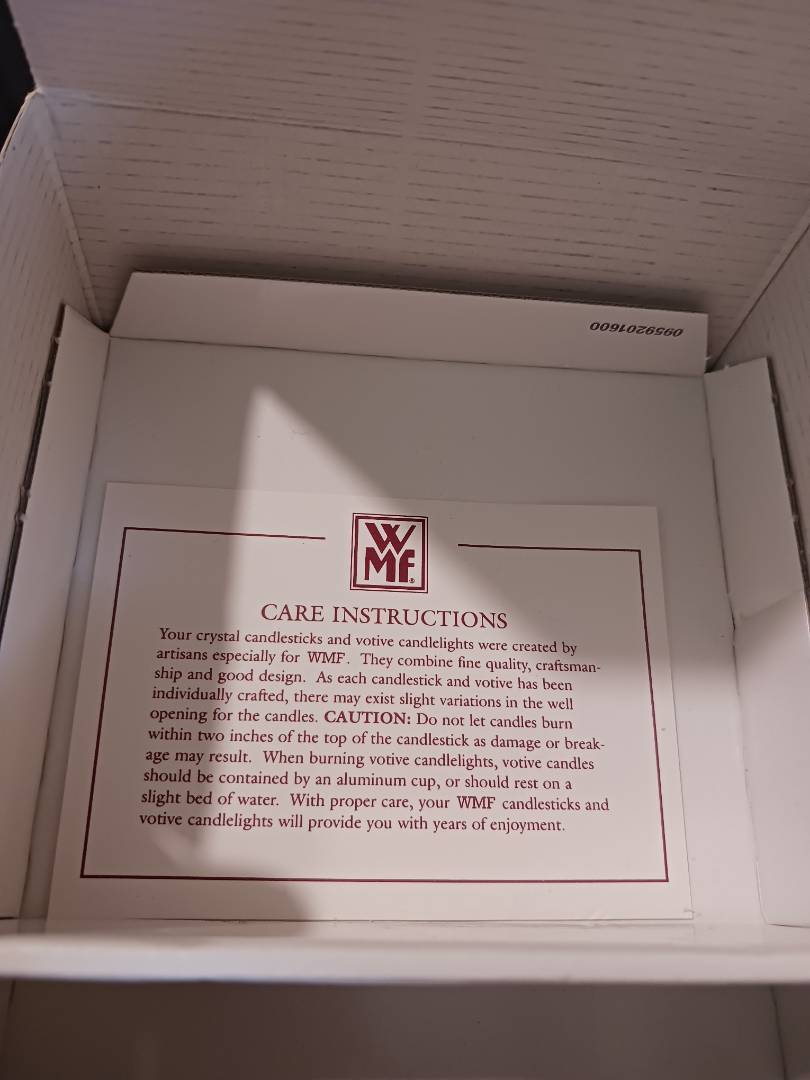 0959201600
WMF®
CARE INSTRUCTIONS
Your crystal candlesticks and votive candlelights were created by
artisans especially for WMF. They combine fine quality, craftsman-
ship and good design. As each candlestick and votive has been
individually crafted, there may exist slight variations in the well
opening for the candles. CAUTION: Do not let candles burn
within two inches of the top of the candlestick as damage or break-
age may result. When burning votive candlelights, votive candles
should be contained by an aluminum cup, or should rest on a
slight bed of water. With proper care, your WMF candlesticks and
votive candlelights will provide you with years of enjoyment.